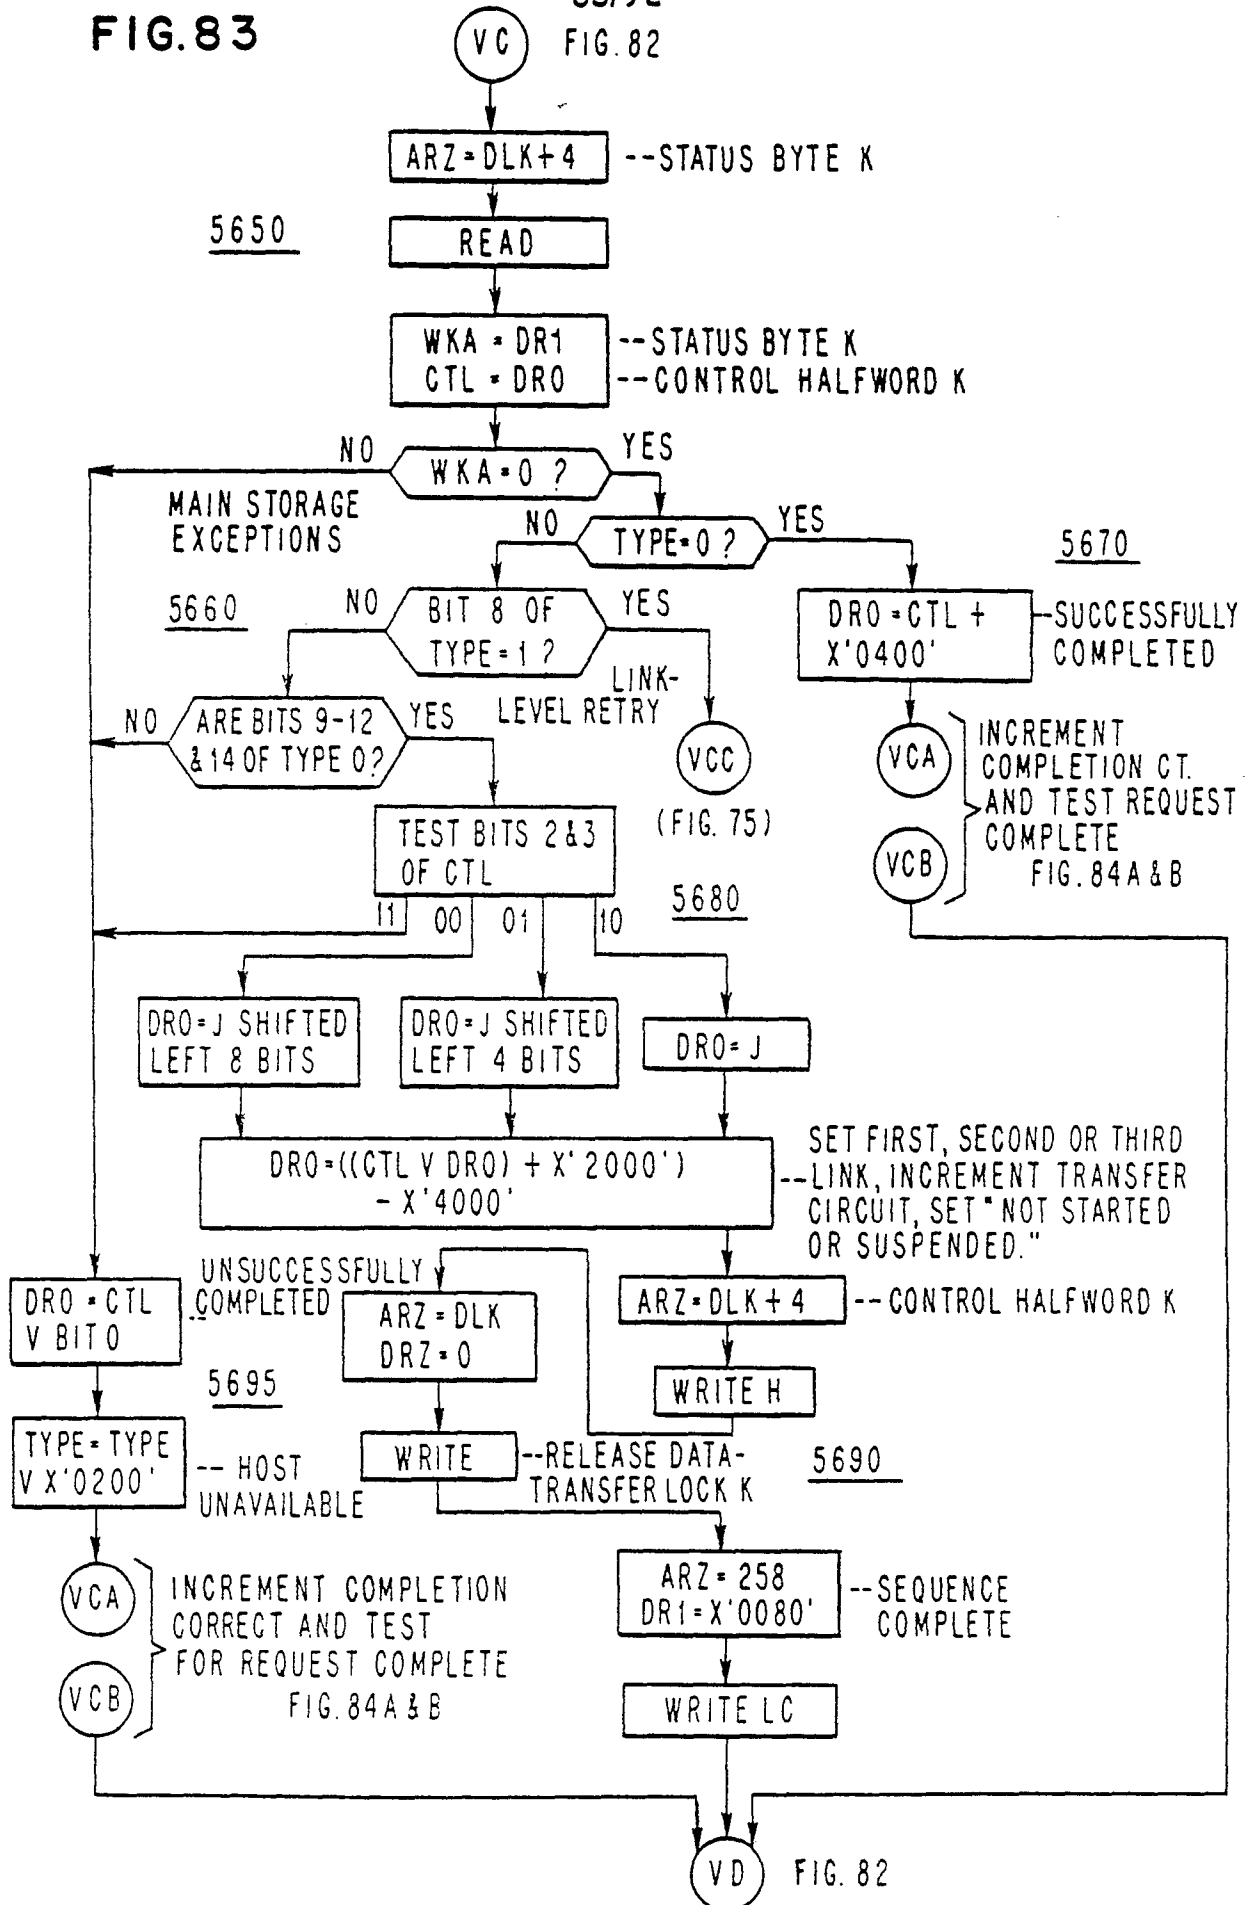 FIG.83
VC
FIG.82
ARZ=DLK+4
--STATUS BYTE K
5650
READ
WKA=DR1
CTL=DR0
--STATUS BYTE K
--CONTROL HALFWORD K
NO
WKA=0 ?
YES
MAIN STORAGE
EXCEPTIONS
NO
TYPE=0 ?
YES
5670
5660
NO
BIT 8 OF
TYPE=1 ?
YES
DR0=CTL+
X'0400'
-SUCCESSFULLY
COMPLETED
LINK-
LEVEL RETRY
NO
ARE BITS 9-12
&14 OF TYPE 0?
YES
VCC
(FIG. 75)
VCA
VCB
INCREMENT
COMPLETION CT.
AND TEST REQUEST
COMPLETE
FIG.84A&B
TEST BITS 2&3
OF CTL
5680
11
00
01
10
DR0=J SHIFTED
LEFT 8 BITS
DR0=J SHIFTED
LEFT 4 BITS
DR0=J
DR0=((CTL V DR0) + X'2000')
- X'4000'
SET FIRST, SECOND OR THIRD
--LINK, INCREMENT TRANSFER
CIRCUIT, SET "NOT STARTED
OR SUSPENDED."
DR0=CTL
V BIT0
UNSUCCESSFULLY
--COMPLETED
ARZ=DLK
DRZ=0
ARZ=DLK+4
--CONTROL HALFWORD K
5695
WRITE H
TYPE=TYPE
V X'0200'
-- HOST
UNAVAILABLE
WRITE
--RELEASE DATA-
TRANSFER LOCK K
5690
VCA
VCB
INCREMENT COMPLETION
CORRECT AND TEST
FOR REQUEST COMPLETE
FIG.84A&B
ARZ=258
DR1=X'0080'
--SEQUENCE
COMPLETE
WRITE LC
VD
FIG. 82